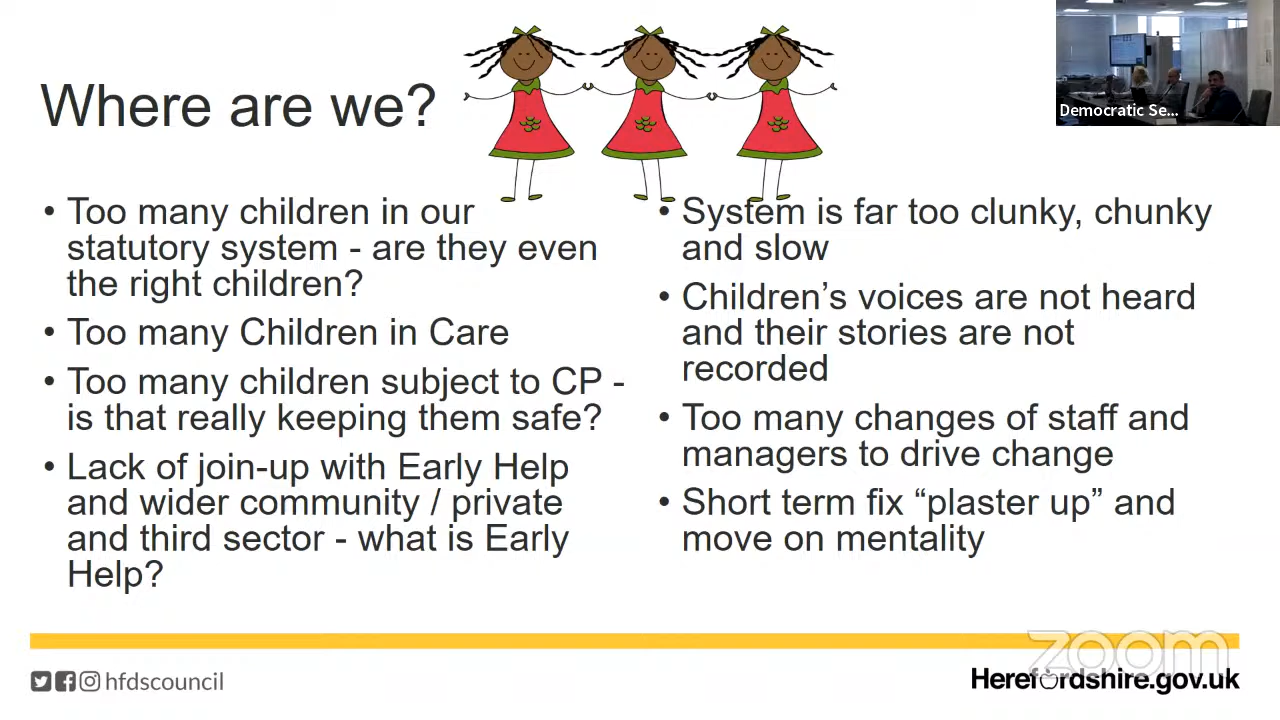 Where are we?
• Too many children in our
statutory system - are they even
the right children?
• Too many Children in Care
• Too many children subject to CP -
is that really keeping them safe?
• Lack of join-up with Early Help
and wider community / private
and third sector - what is Early
Help?
• System is far too clunky, chunky
and slow
• Children’s voices are not heard
and their stories are not
recorded
• Too many changes of staff and
managers to drive change
• Short term fix “plaster up” and
move on mentality
Democratic Se...
zoom
hfdscouncil
Herefordshire.gov.uk